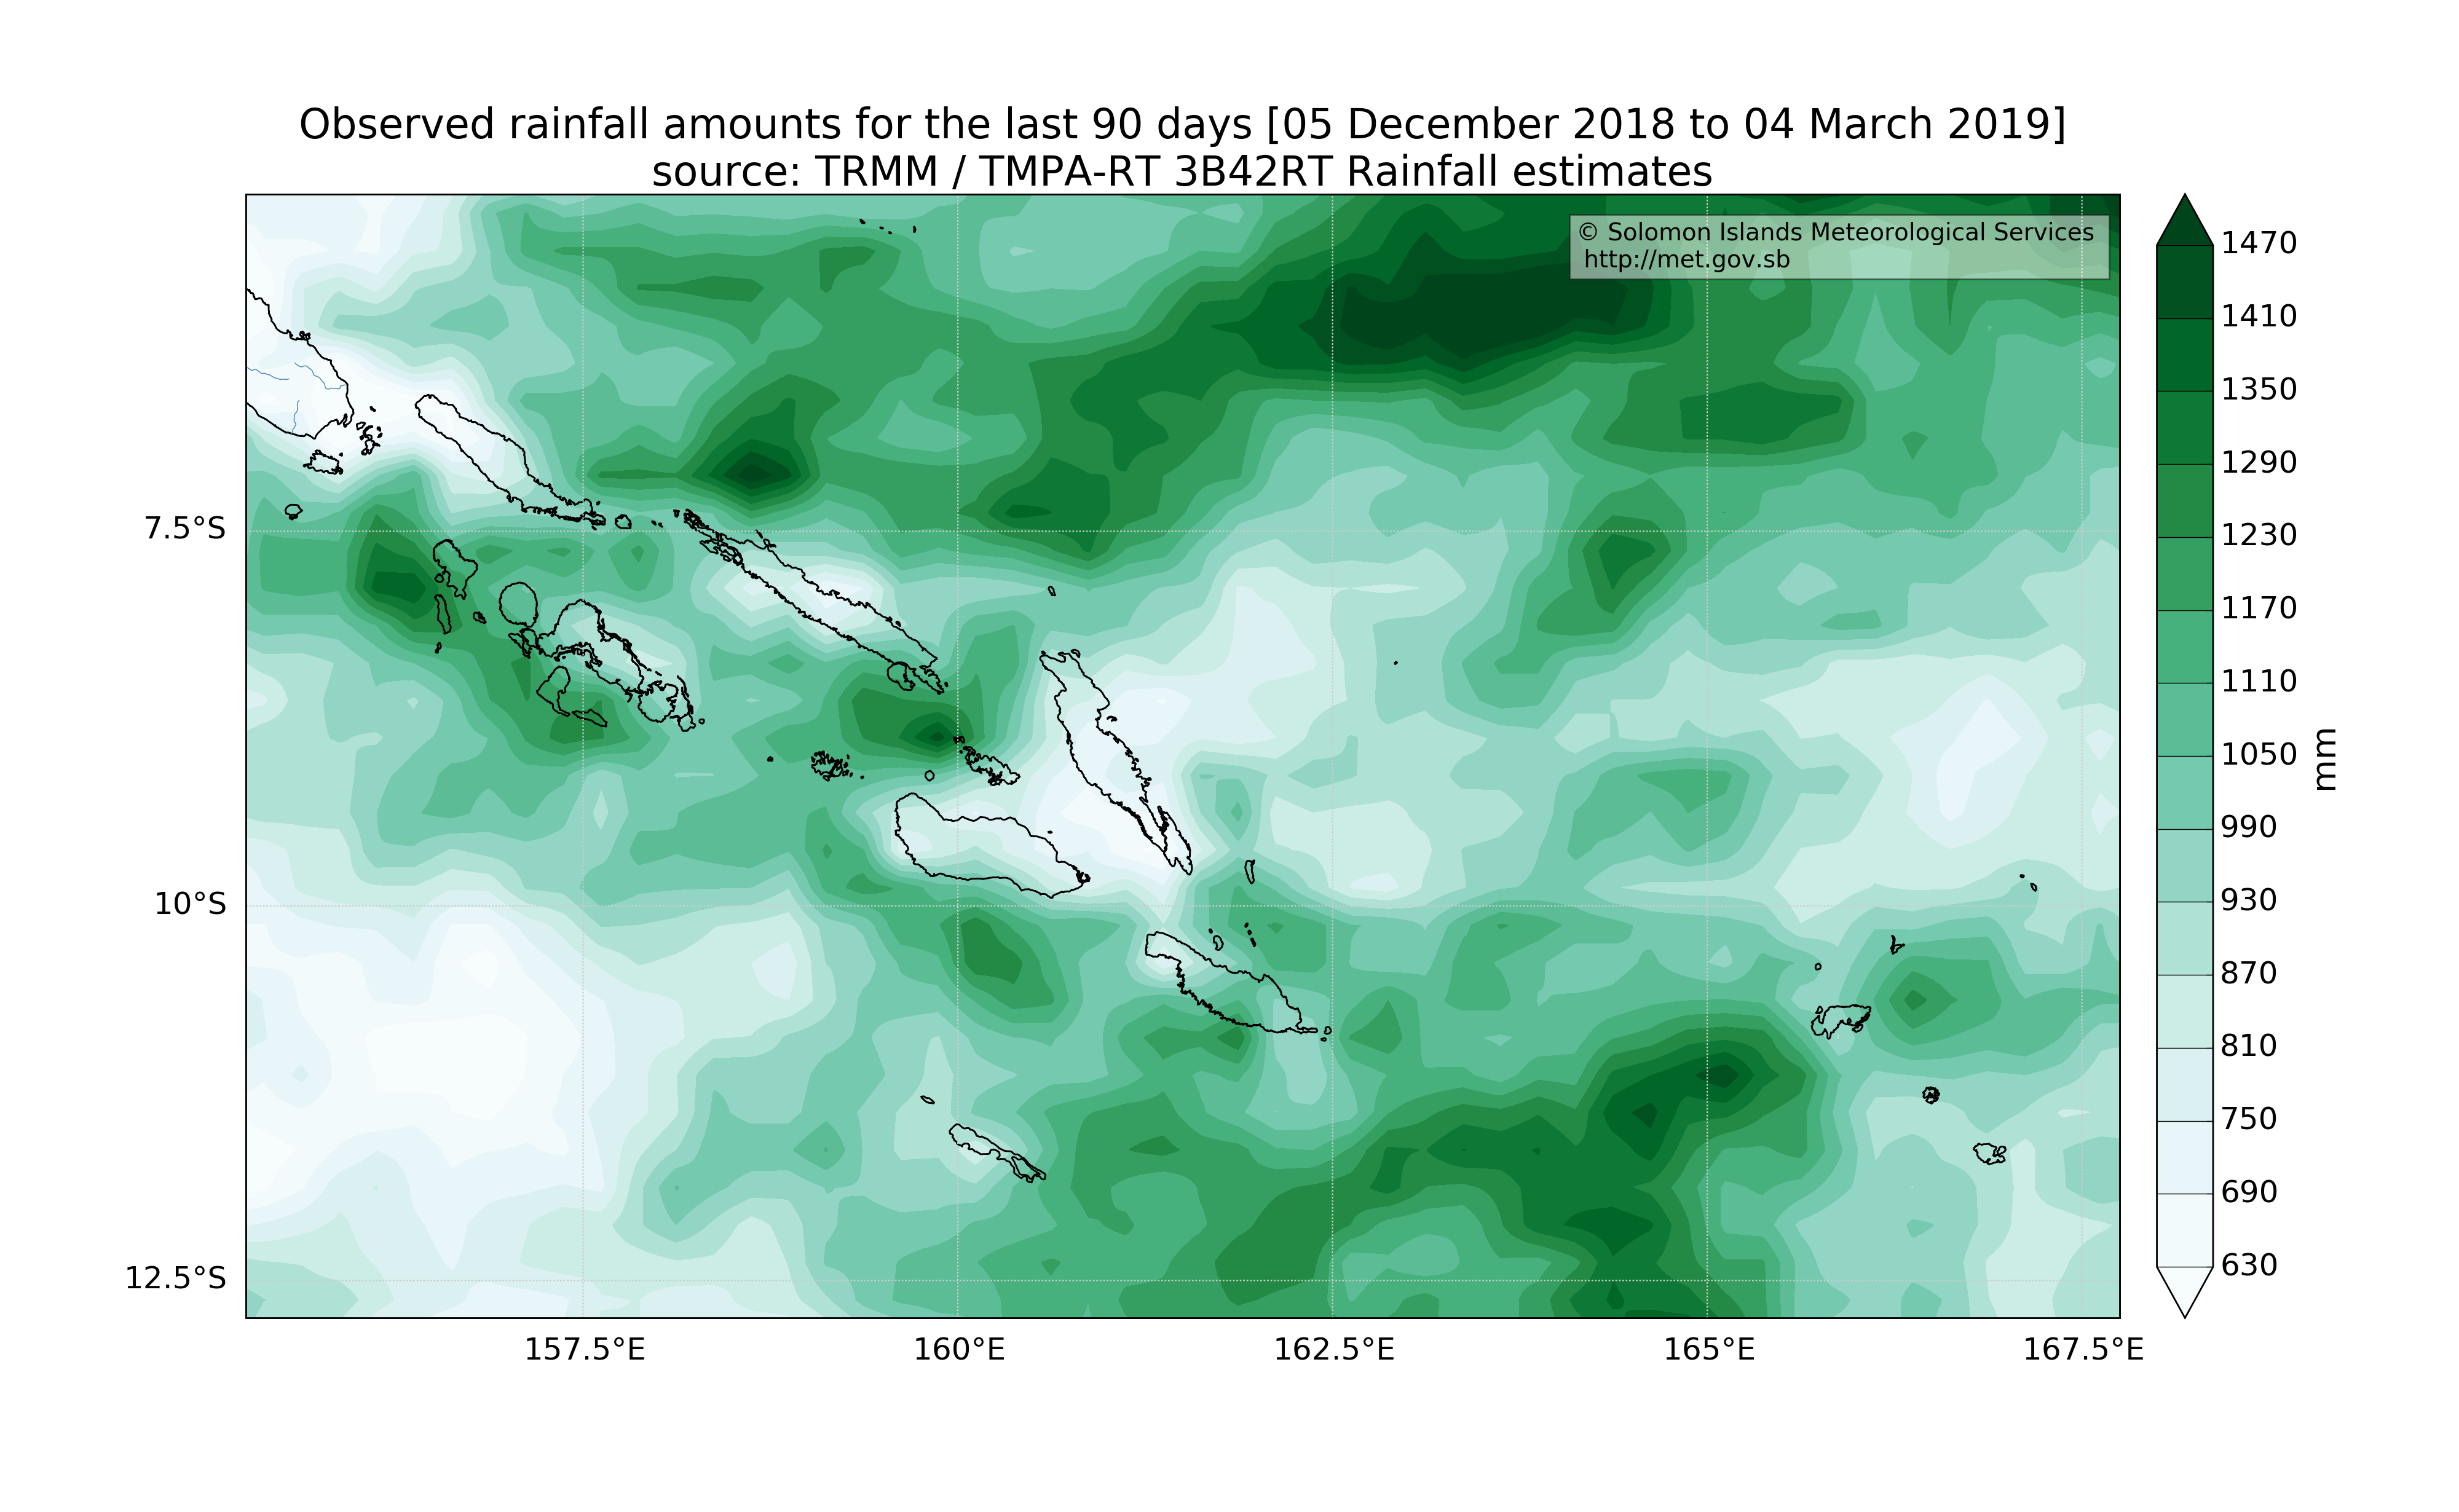 Observed rainfall amounts for the last 90 days [05 December 2018 to 04 March 2019]
source: TRMM / TMPA-RT 3B42RT Rainfall estimates
© Solomon Islands Meteorological Services
http://met.gov.sb
7.5°S
10°S
12.5°S
157.5°E
160°E
162.5°E
165°E
167.5°E
1470
1410
1350
1290
1230
1170
1110
1050
990
930
870
810
750
690
630
mm